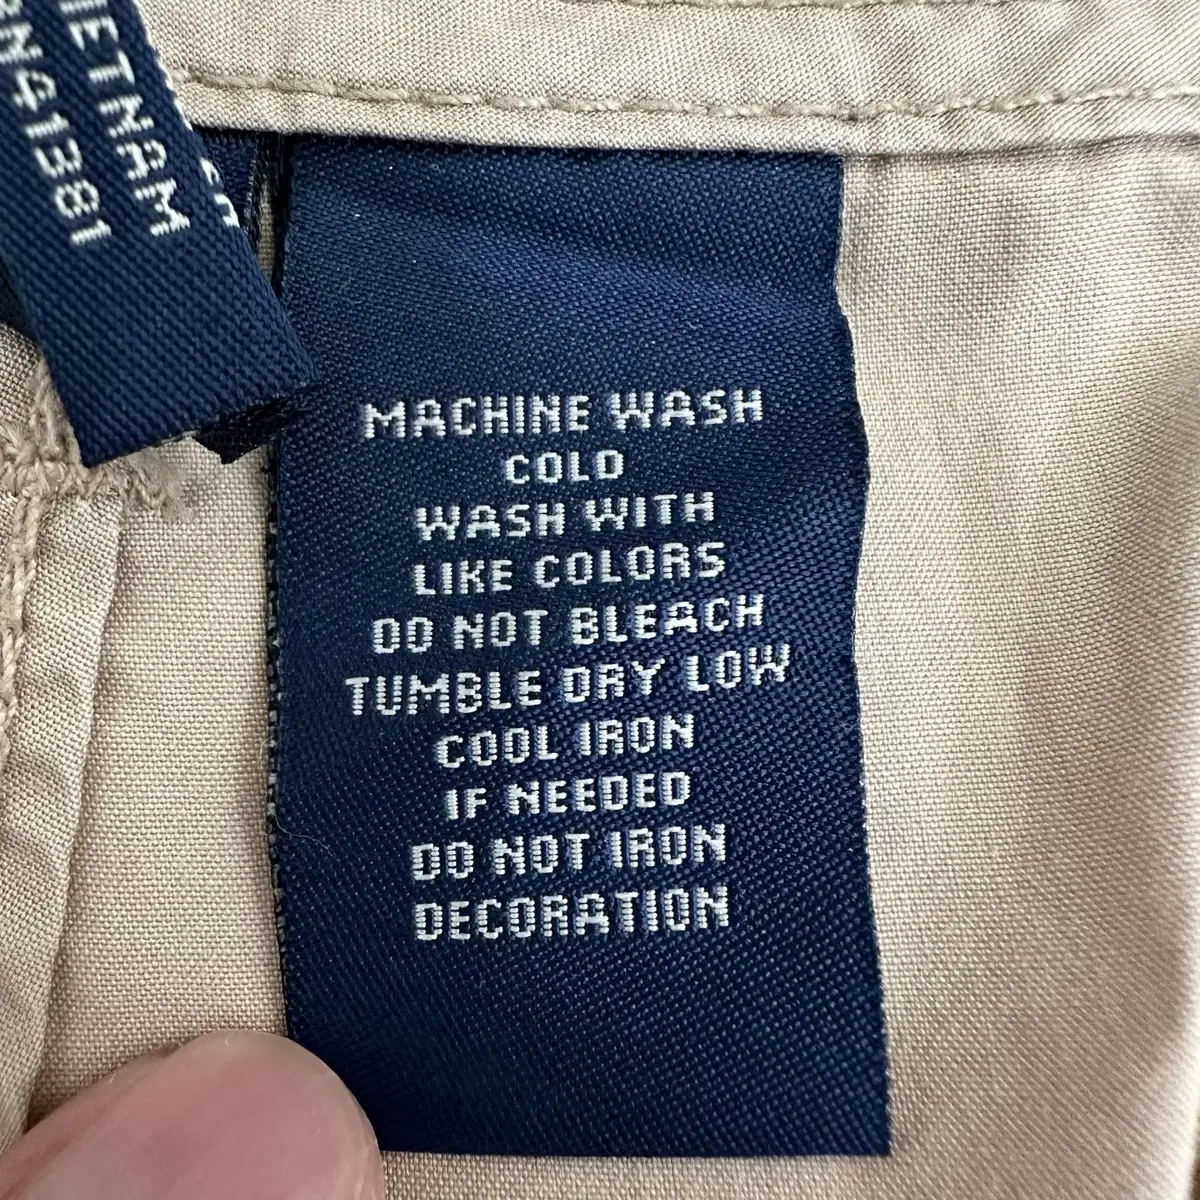 MACHINE WASH
COLD
WASH WITH
LIKE COLORS
DO NOT BLEACH
TUMBLE DRY LOW
COOL IRON
IF NEEDED
DO NOT IRON
DECORATION